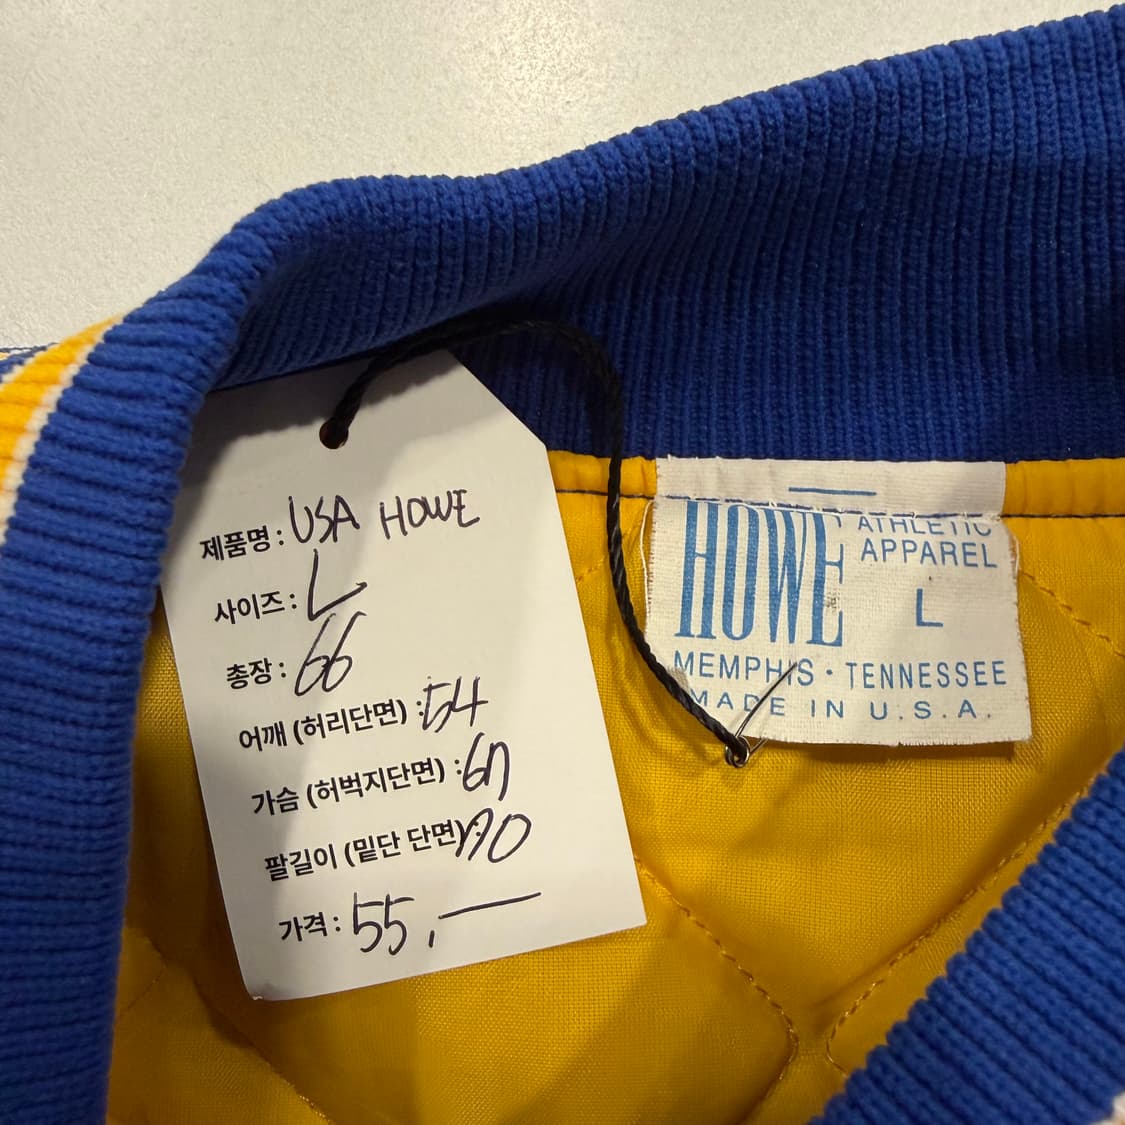 제품명 : USA HOWE
사이즈 : L
총장 : 66
어깨 (허리단면) : 54
가슴 (허벅지단면) : 67
팔길이 (밑단 단면) : 70
가격 : 55,—
HOWE ATHLETIC
APPAREL
L
MEMPHIS · TENNESSEE
MADE IN U.S.A.